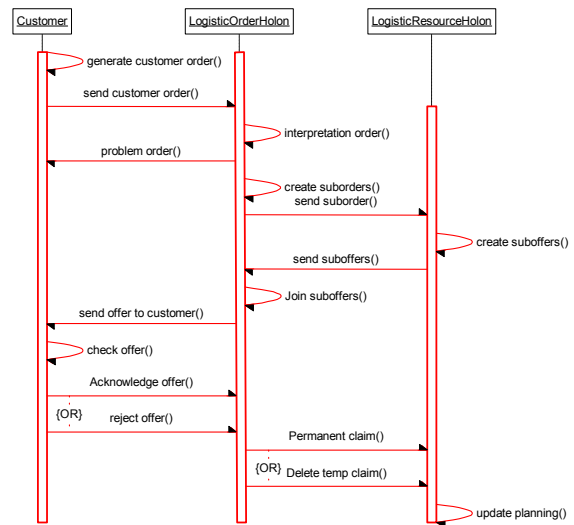 Customer
LogisticOrderHolon
LogisticResourceHolon
generate customer order()
send customer order()
interpretation order()
problem order()
create suborders()
send suborder()
create suboffers()
send suboffers()
Join suboffers()
send offer to customer()
check offer()
Acknowledge offer()
{OR}
reject offer()
Permanent claim()
{OR}
Delete temp claim()
update planning()